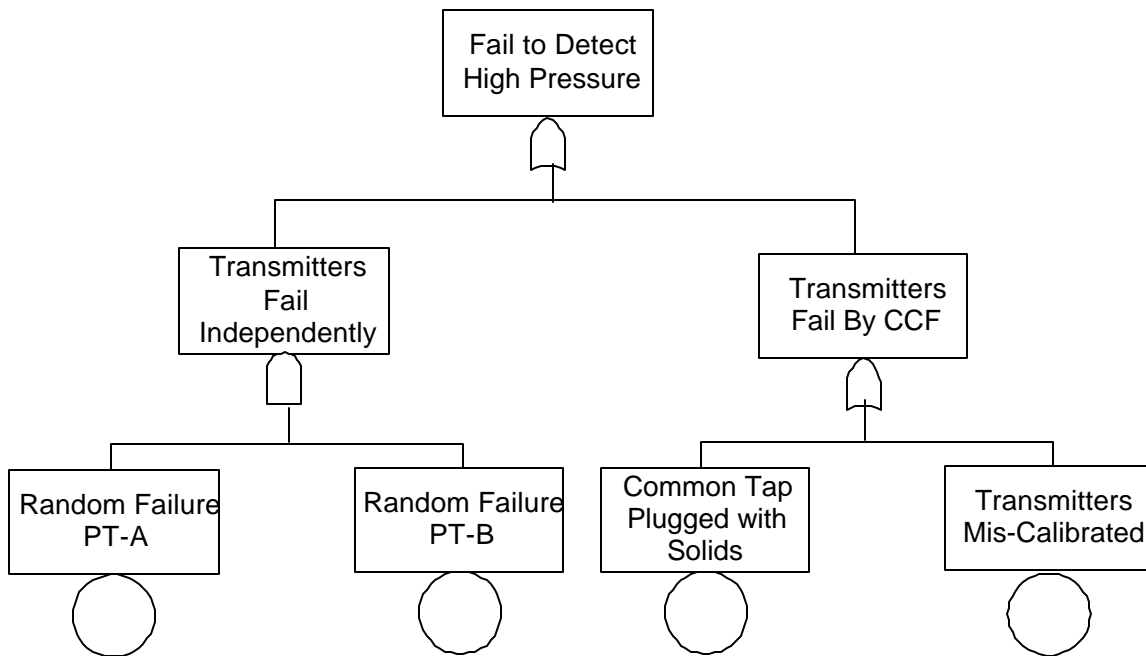 Fail to Detect
High Pressure
Transmitters
Fail
Independently
Transmitters
Fail By CCF
Random Failure
PT-A
Random Failure
PT-B
Common Tap
Plugged with
Solids
Transmitters
Mis-Calibrated